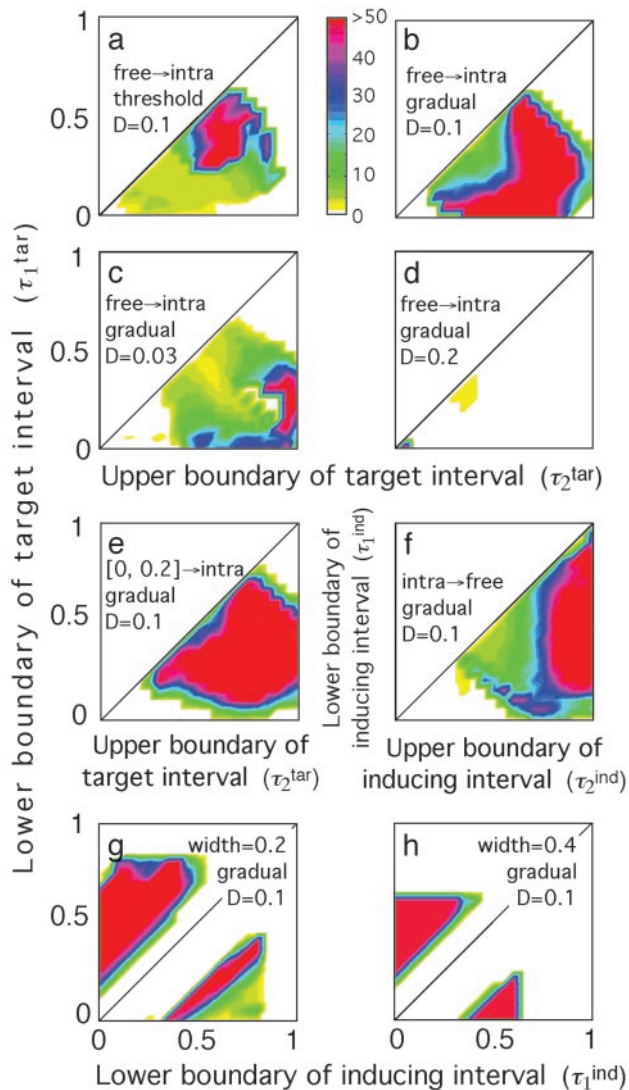 1
a
free→intra
threshold
D=0.1
0.5
0
>50
40
30
20
10
0
b
free→intra
gradual
D=0.1
1
c
free→intra
gradual
D=0.03
0.5
0
d
free→intra
gradual
D=0.2
Upper boundary of target interval (τ₂ᵗᵃʳ)
Lower boundary of target interval (τ₁ᵗᵃʳ)
1
e
[0, 0.2]→intra
gradual
D=0.1
0.5
0
Lower boundary of
inducing interval (τ₁ⁱⁿᵈ)
f
intra→free
gradual
D=0.1
Upper boundary of
target interval (τ₂ᵗᵃʳ)
Upper boundary of
inducing interval (τ₂ⁱⁿᵈ)
1
g
width=0.2
gradual
D=0.1
0.5
0
0.5
1
h
width=0.4
gradual
D=0.1
0
0.5
1
Lower boundary of inducing interval (τ₁ⁱⁿᵈ)